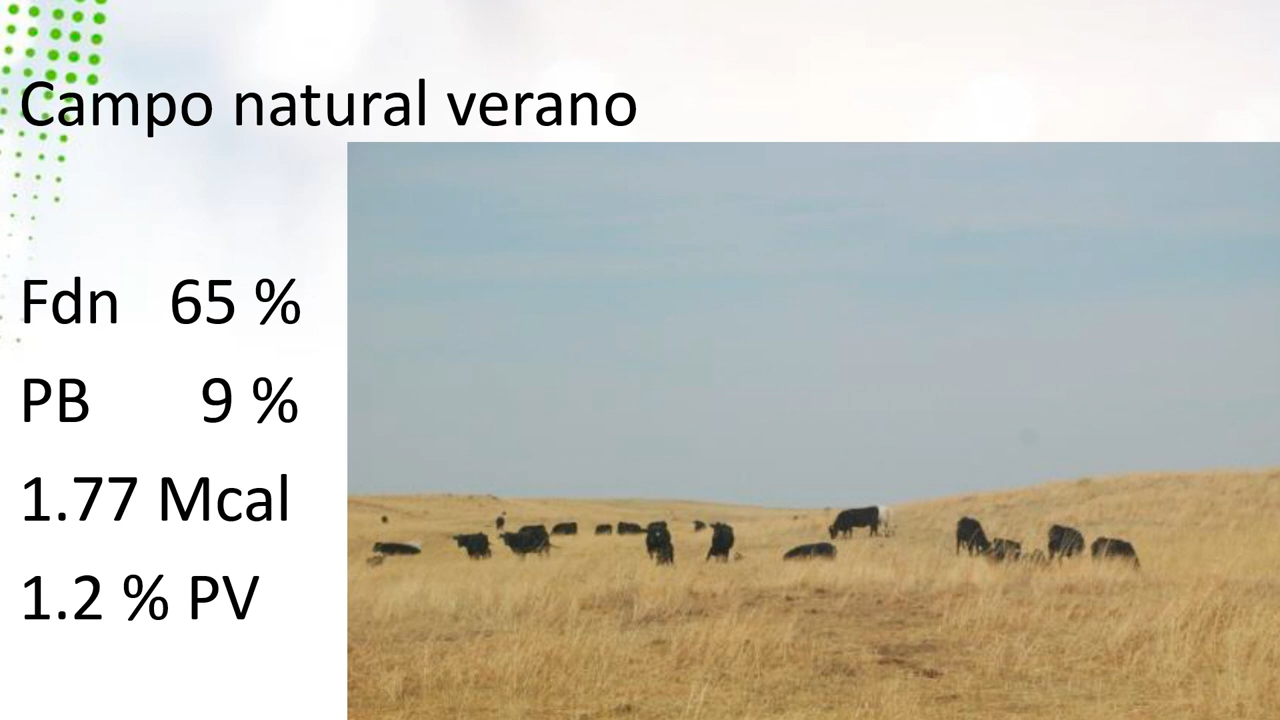 Campo natural verano
Fdn 65 %
PB 9 %
1.77 Mcal
1.2 % PV